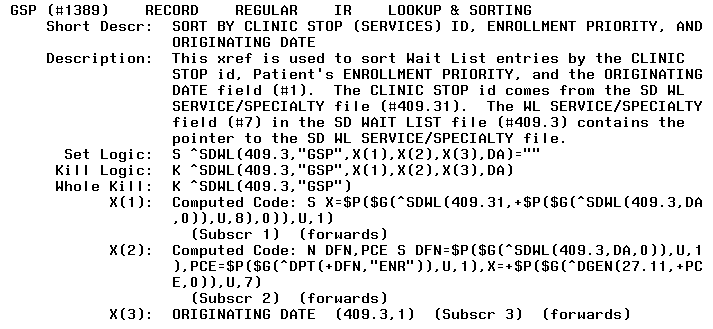 GSP (#1389)    RECORD    REGULAR    IR    LOOKUP & SORTING
Short Descr:  SORT BY CLINIC STOP (SERVICES) ID, ENROLLMENT PRIORITY, AND
ORIGINATING DATE
Description:  This xref is used to sort Wait List entries by the CLINIC
STOP id, Patient's ENROLLMENT PRIORITY, and the ORIGINATING
DATE field (#1).  The CLINIC STOP id comes from the SD WL
SERVICE/SPECIALTY file (#409.31).  The WL SERVICE/SPECIALTY
field (#7) in the SD WAIT LIST file (#409.3) contains the
pointer to the SD WL SERVICE/SPECIALTY file.
Set Logic:  S ^SDWL(409.3,"GSP",X(1),X(2),X(3),DA)=""
Kill Logic:  K ^SDWL(409.3,"GSP",X(1),X(2),X(3),DA)
Whole Kill:  K ^SDWL(409.3,"GSP")
X(1):  Computed Code: S X=$P($G(^SDWL(409.31,+$P($G(^SDWL(409.3,DA
,0)),U,8),0)),U,1)
(Subscr 1)  (forwards)
X(2):  Computed Code: N DFN,PCE S DFN=$P($G(^SDWL(409.3,DA,0)),U,1
),PCE=$P($G(^DPT(+DFN,"ENR")),U,1),X=+$P($G(^DGEN(27.11,+PC
E,0)),U,7)
(Subscr 2)  (forwards)
X(3):  ORIGINATING DATE  (409.3,1)  (Subscr 3)  (forwards)